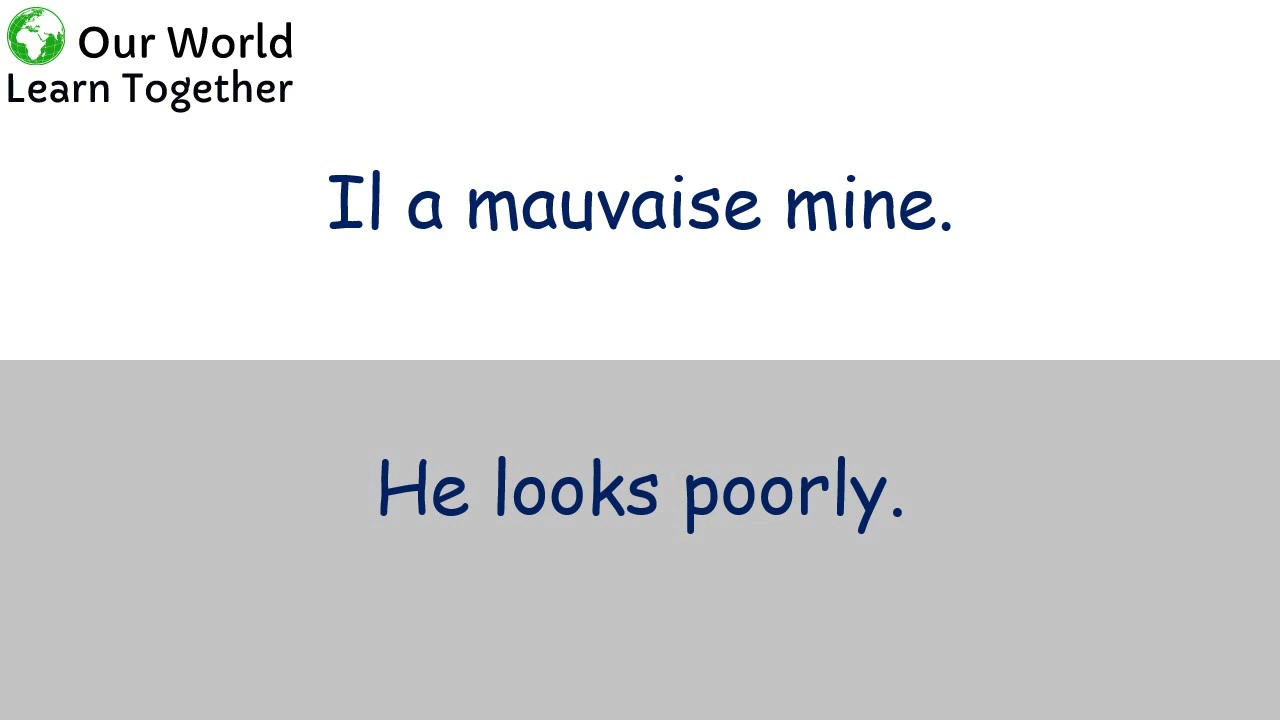 Our World
Learn Together
Il a mauvaise mine.
He looks poorly.